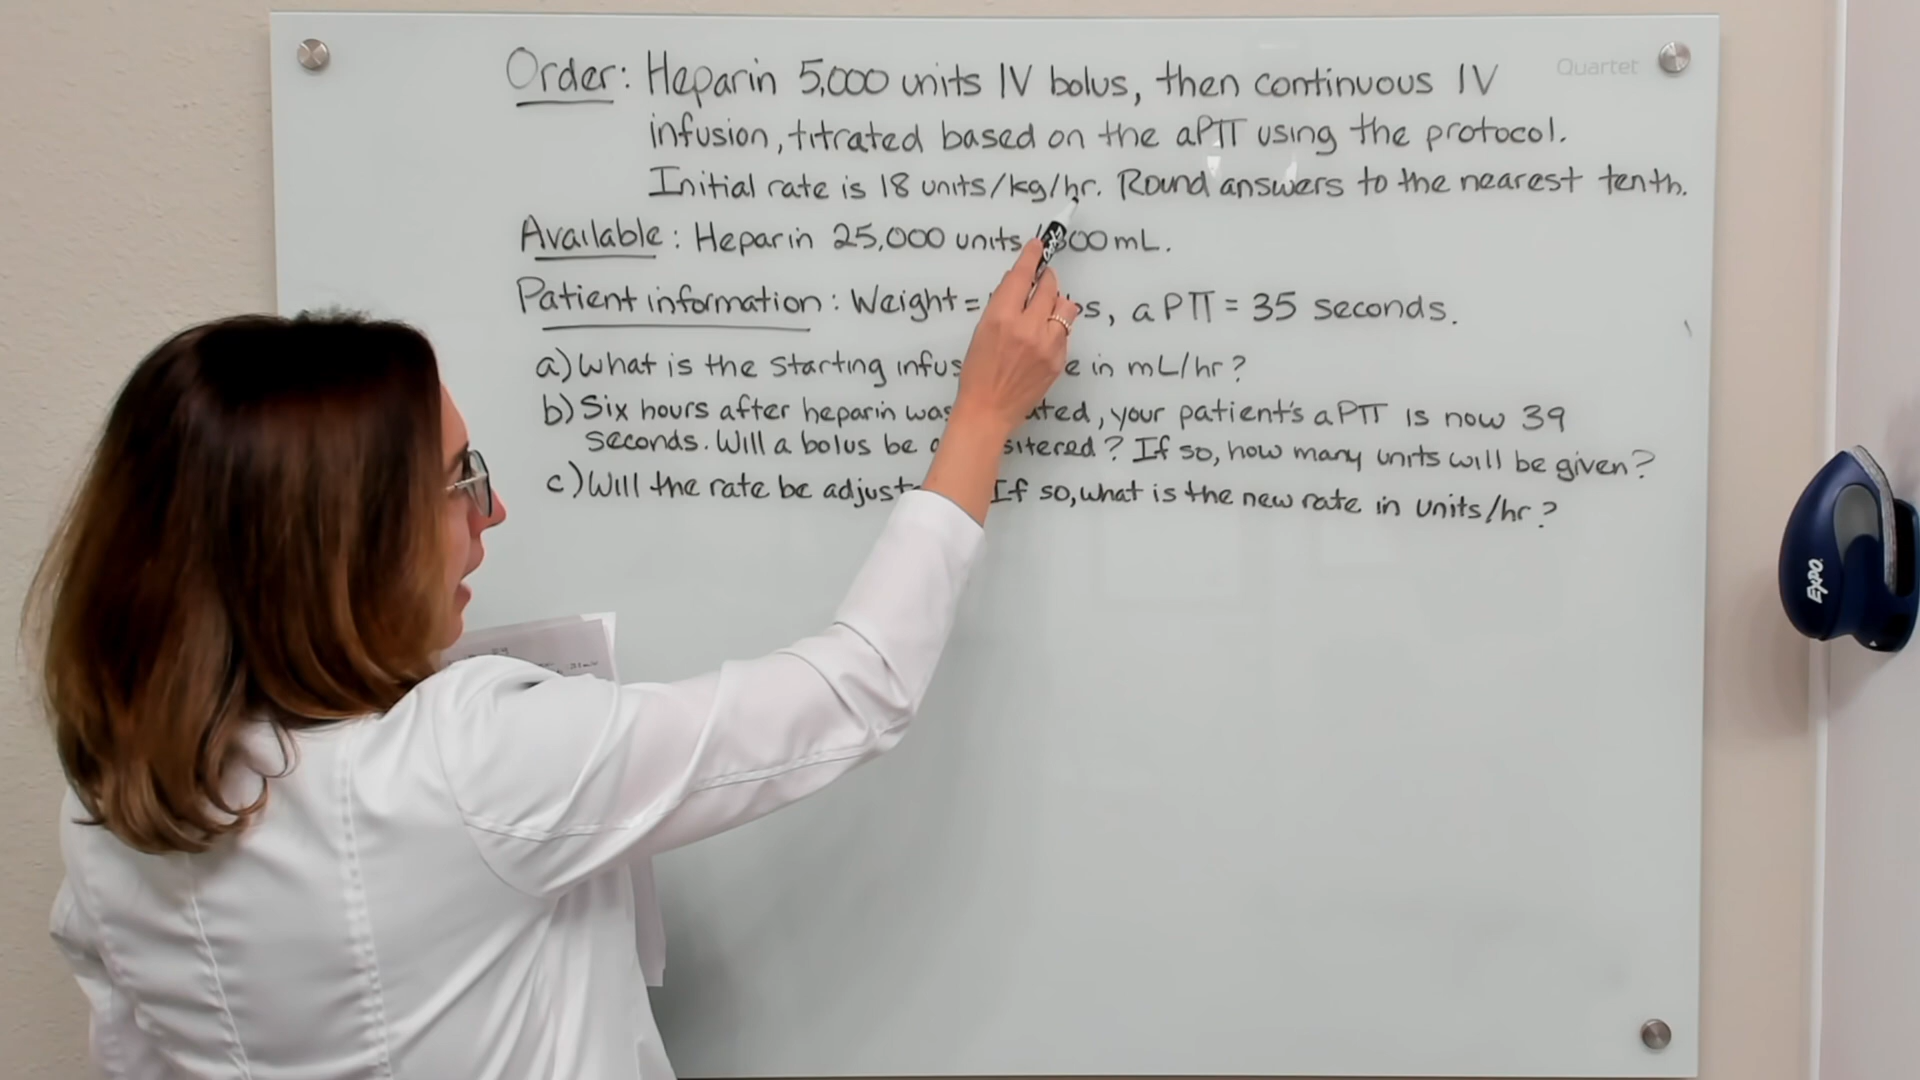 Quartet
Order: Heparin 5,000 units IV bolus, then continuous IV
infusion, titrated based on the aPTT using the protocol.
Initial rate is 18 units/kg/hr. Round answers to the nearest tenth.
Available: Heparin 25,000 units mL.
Patient information: Weight = aPTT = 35 seconds.
a) What is the starting in mL/hr?
b) Six hours after heparin was your patient's aPTT is now 39
seconds. Will a bolus be If so, how many units will be given?
c) Will the rate be If so, what is the new rate in units/hr?
EXPO